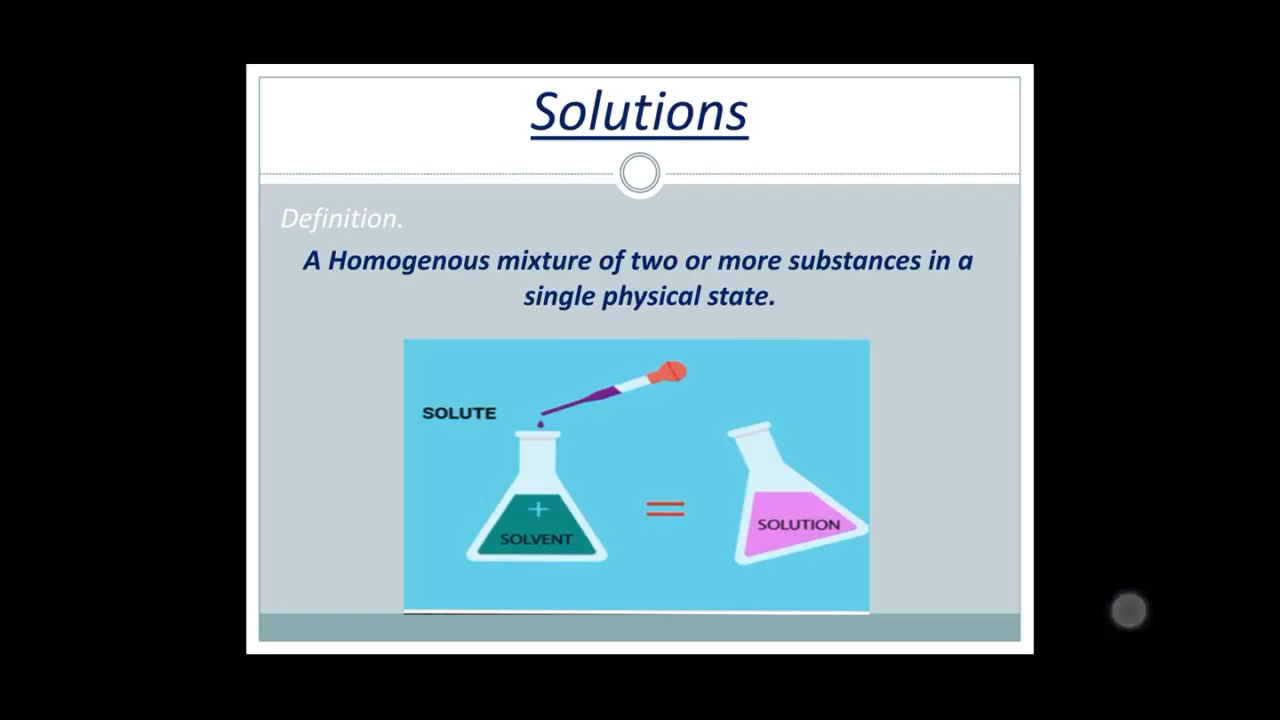 Solutions
Definition.
A Homogenous mixture of two or more substances in a
single physical state.
SOLUTE
+
SOLVENT
=
SOLUTION